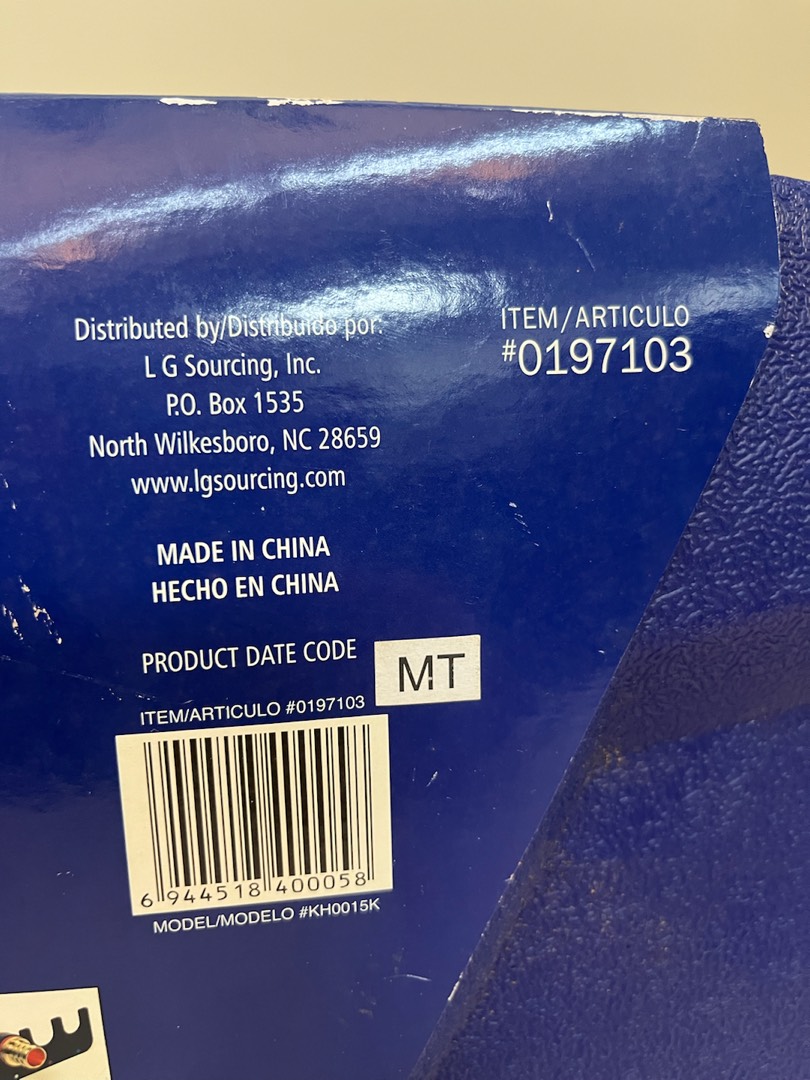 Distributed by/Distribuido por:
L G Sourcing, Inc.
P.O. Box 1535
North Wilkesboro, NC 28659
www.lgsourcing.com
MADE IN CHINA
HECHO EN CHINA
ITEM/ARTICULO
#0197103
PRODUCT DATE CODE MT
ITEM/ARTICULO #0197103
6 944518 400058
MODEL/MODELO #KH0015K